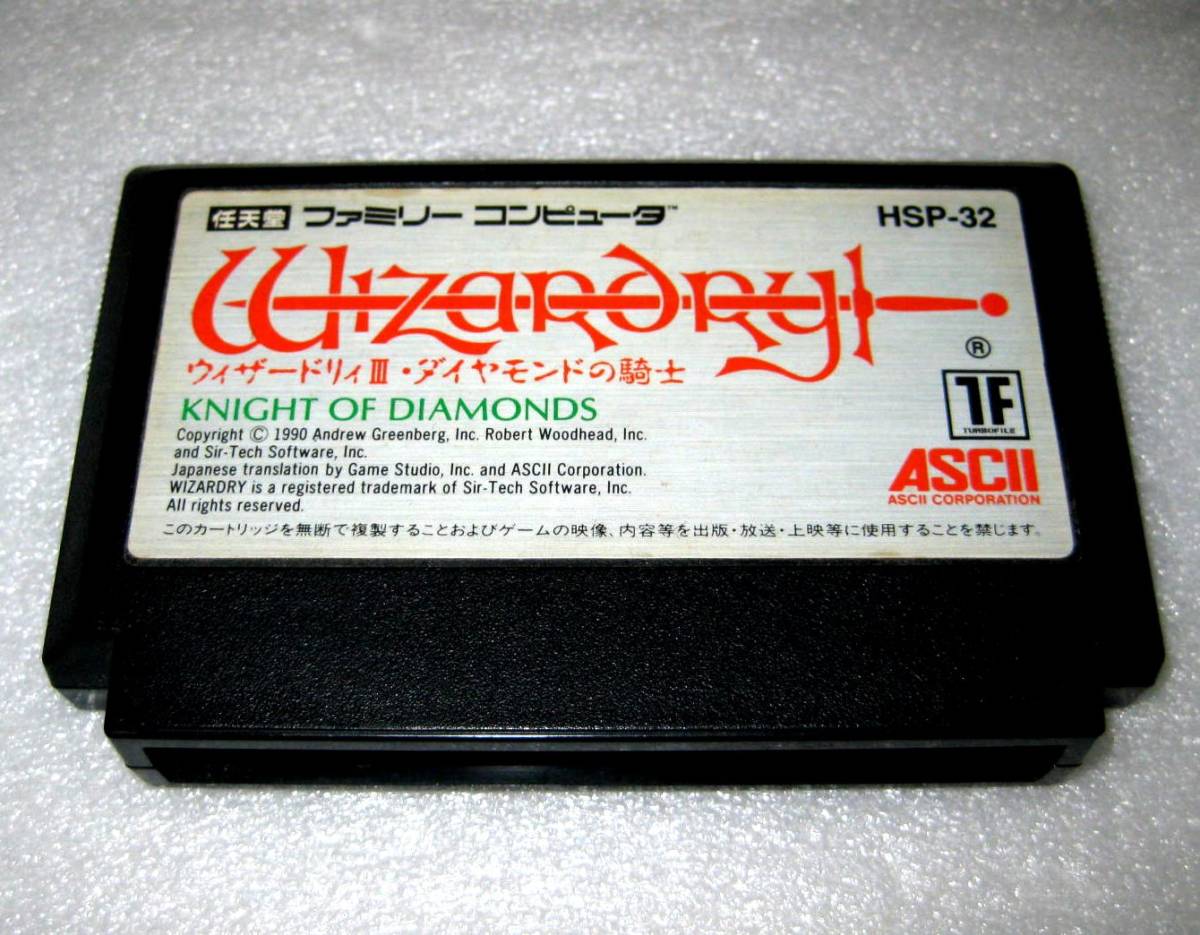 任天堂 ファミリー コンピュータ™
HSP-32
Wizardry
®
ウィザードリィⅢ・ダイヤモンドの騎士
KNIGHT OF DIAMONDS
Copyright © 1990 Andrew Greenberg, Inc. Robert Woodhead, Inc.
and Sir-Tech Software, Inc.
Japanese translation by Game Studio, Inc. and ASCII Corporation.
WIZARDRY is a registered trademark of Sir-Tech Software, Inc.
All rights reserved.
TF
TURBOFILE
ASCII
ASCII CORPORATION
このカートリッジを無断で複製することおよびゲームの映像、内容等を出版・放送・上映等に使用することを禁じます。